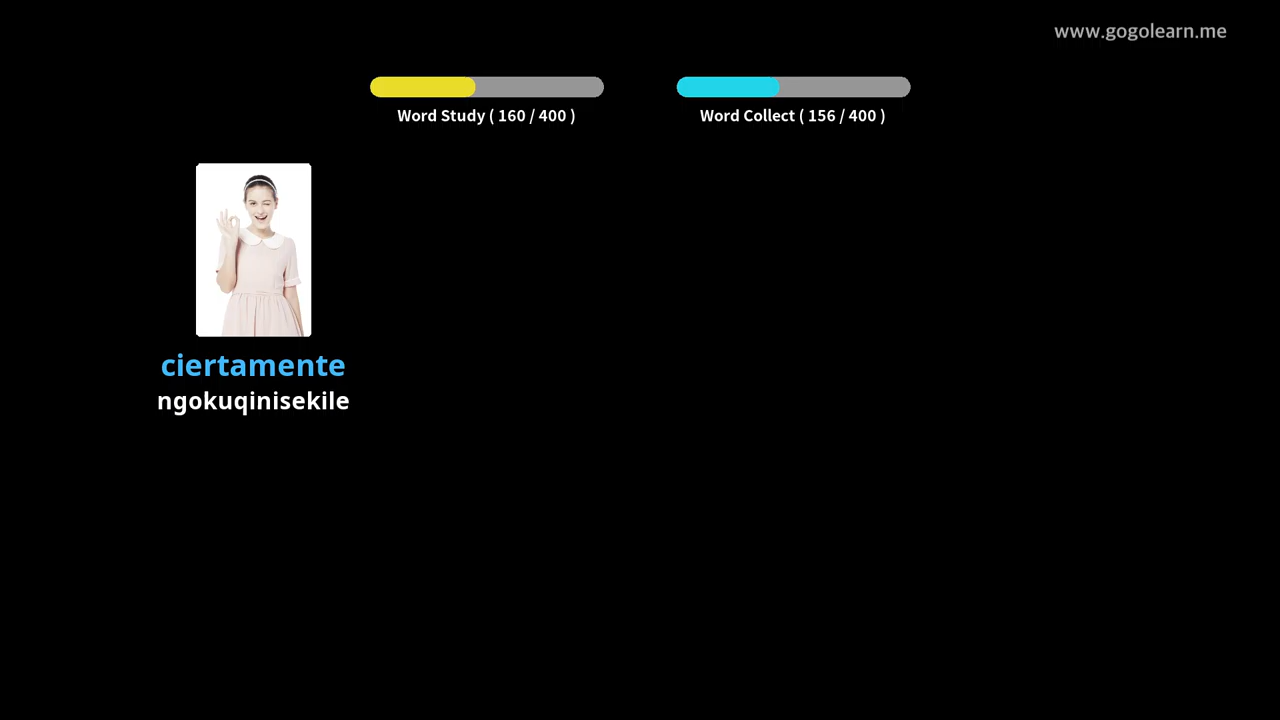 www.gogolearn.me
Word Study ( 160 / 400 )
Word Collect ( 156 / 400 )
ciertamente
ngokuqinisekile